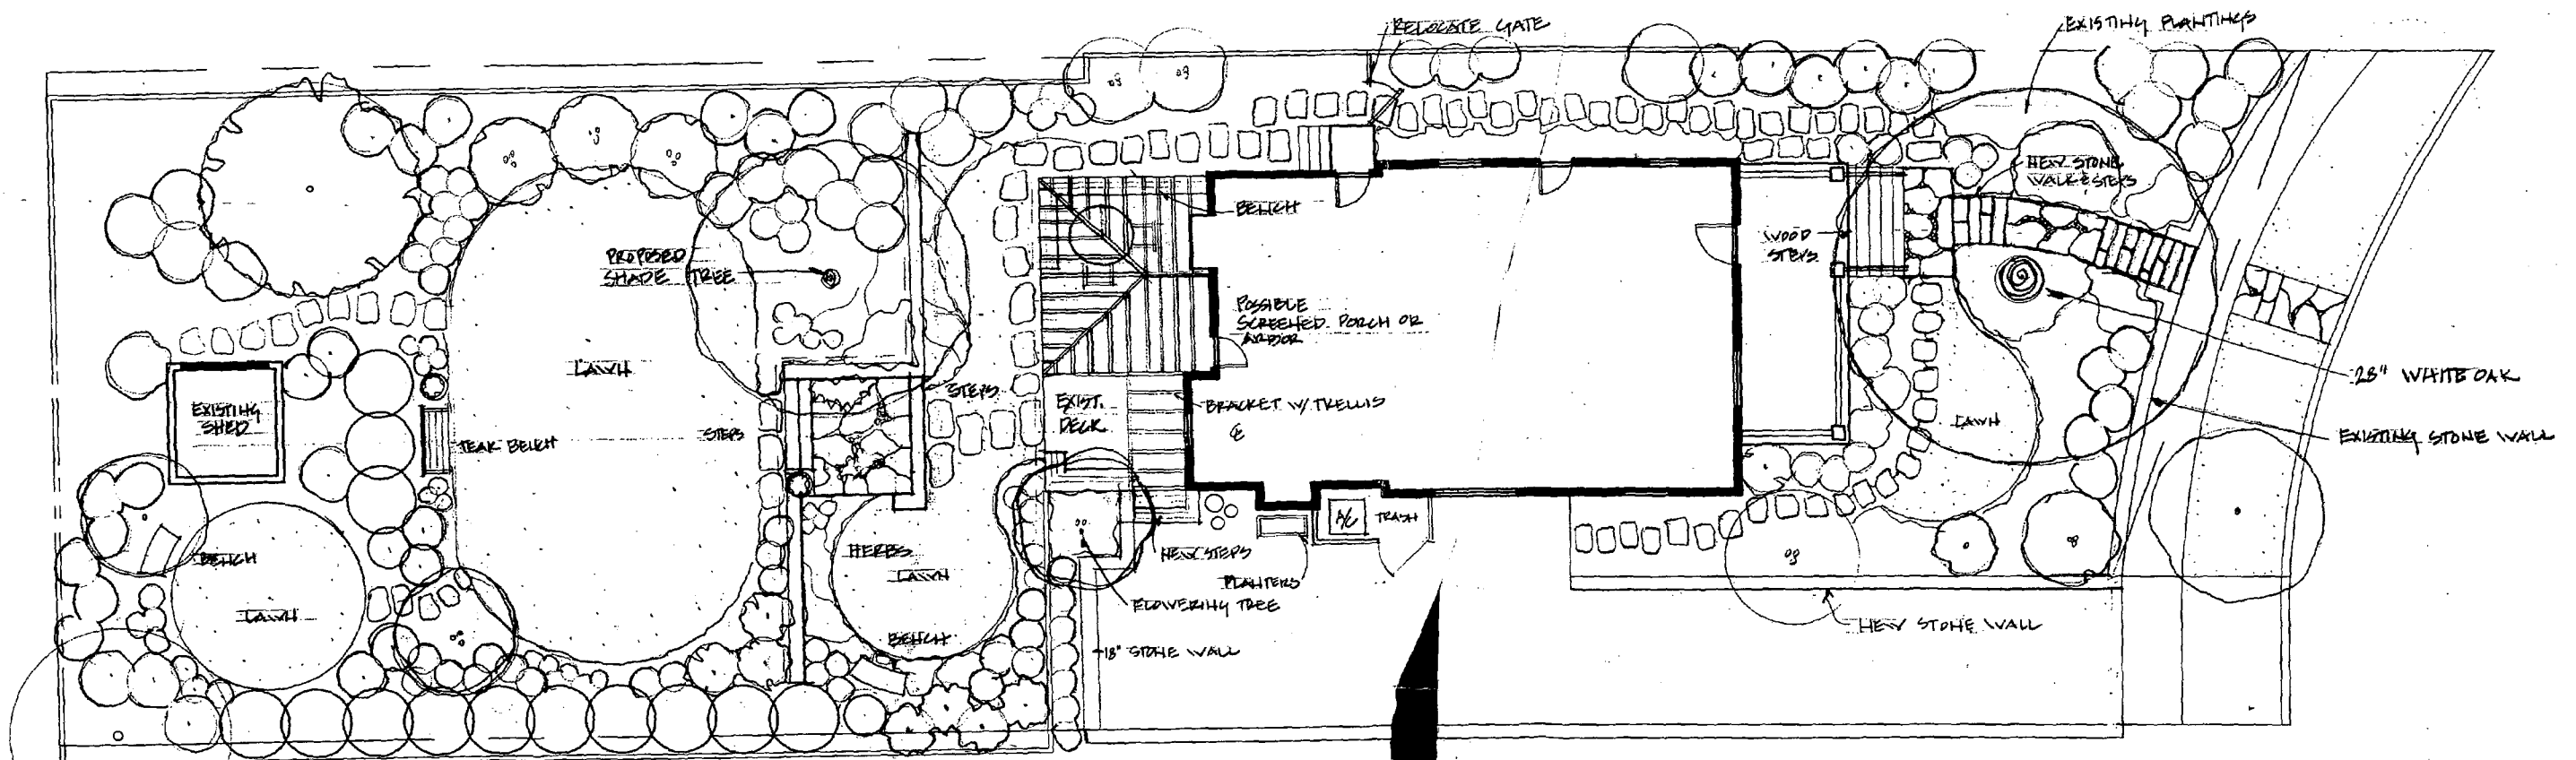 RELOCATE GATE
EXISTING PLANTINGS
NEW STONE
WALK & STEPS
BENCH
WOOD
STEPS
PROPOSED
SHADE TREE
POSSIBLE
SCREENED PORCH OR
ARBOR
LAWN
28" WHITE OAK
STEPS
EXIST.
DECK
BRACKET W/ TRELLIS
EXISTING
SHED
LAWN
TEAK BENCH
STEPS
EXISTING STONE WALL
A/C
TRASH
BENCH
HERBS
LAWN
NEW STEPS
PLANTERS
FLOWERING TREE
LAWN
BENCH
18" STONE WALL
NEW STONE WALL